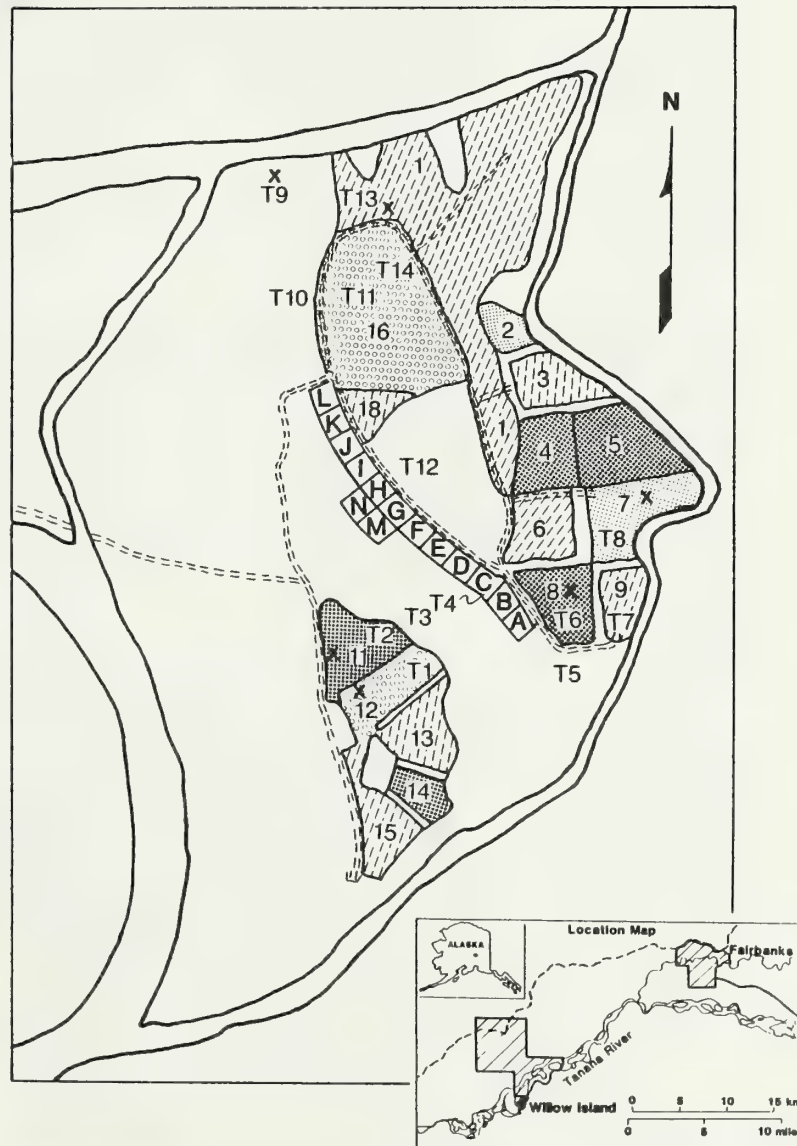 N
1
x
T9
T13
x
T14
T10
T11
16
2
3
L
18
1
K
4
5
J
T12
I
H
7
x
N
G
M
F
6
T8
E
D
C
8
x
9
T4
B
T6
T7
T3
A
T2
T5
x
11
T1
x
12
13
14
15
Location Map
ALASKA
Fairbanks
Tanana River
Willow Island
0 5 10 15 km
0 5 10 mile